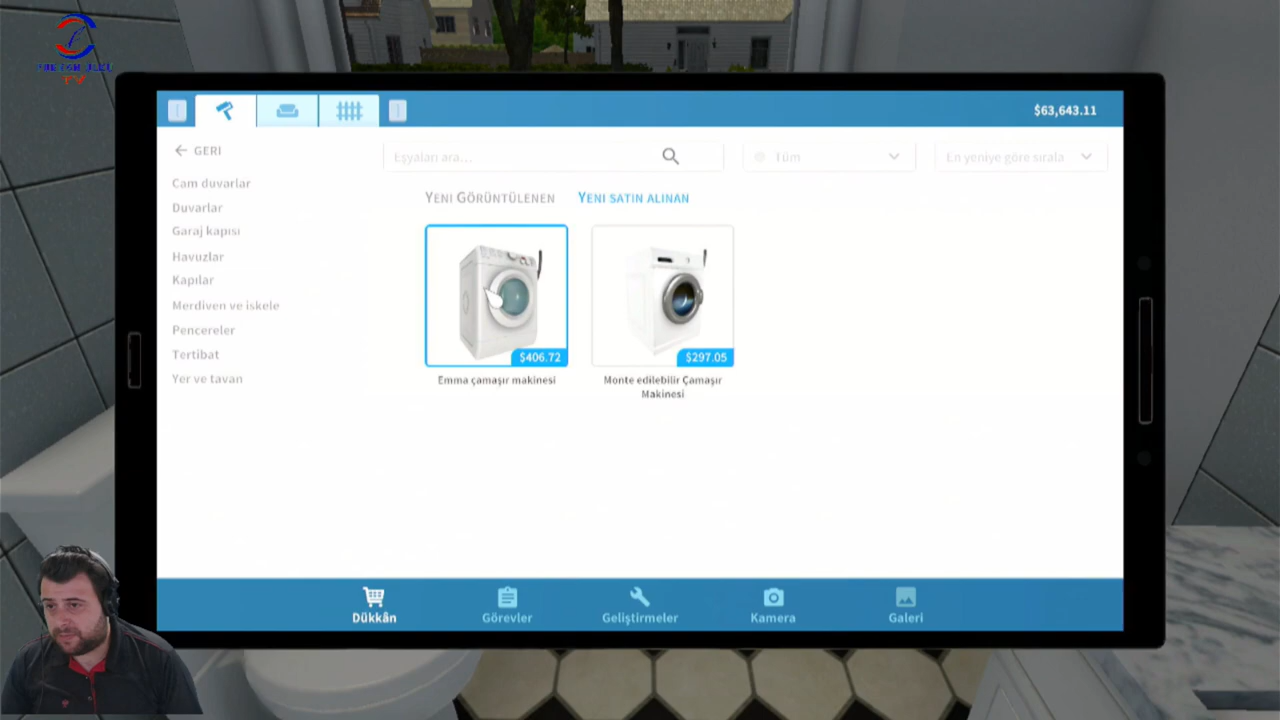 $63,643.11
GERI
Eşyaları ara...
Tüm
En yeniye göre sırala
Cam duvarlar
Duvarlar
Garaj kapısı
Havuzlar
Kapılar
Merdiven ve iskele
Pencereler
Tertibat
Yer ve tavan
YENI GÖRÜNTÜLENEN
YENI SATIN ALINAN
$406.72
Emma çamaşır makinesi
$297.05
Monte edilebilir Çamaşır
Makinesi
Dükkân
Görevler
Geliştirmeler
Kamera
Galeri